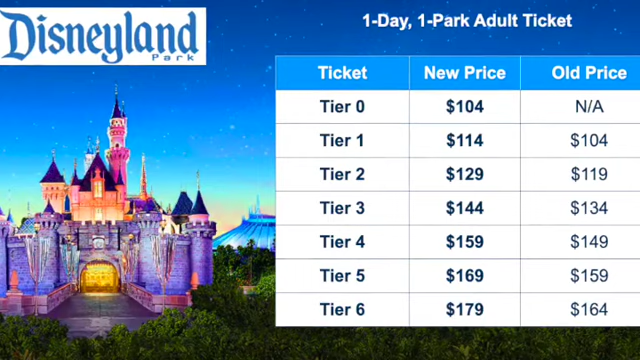 Disneyland
Park
1-Day, 1-Park Adult Ticket
Ticket New Price Old Price
Tier 0 $104 N/A
Tier 1 $114 $104
Tier 2 $129 $119
Tier 3 $144 $134
Tier 4 $159 $149
Tier 5 $169 $159
Tier 6 $179 $164